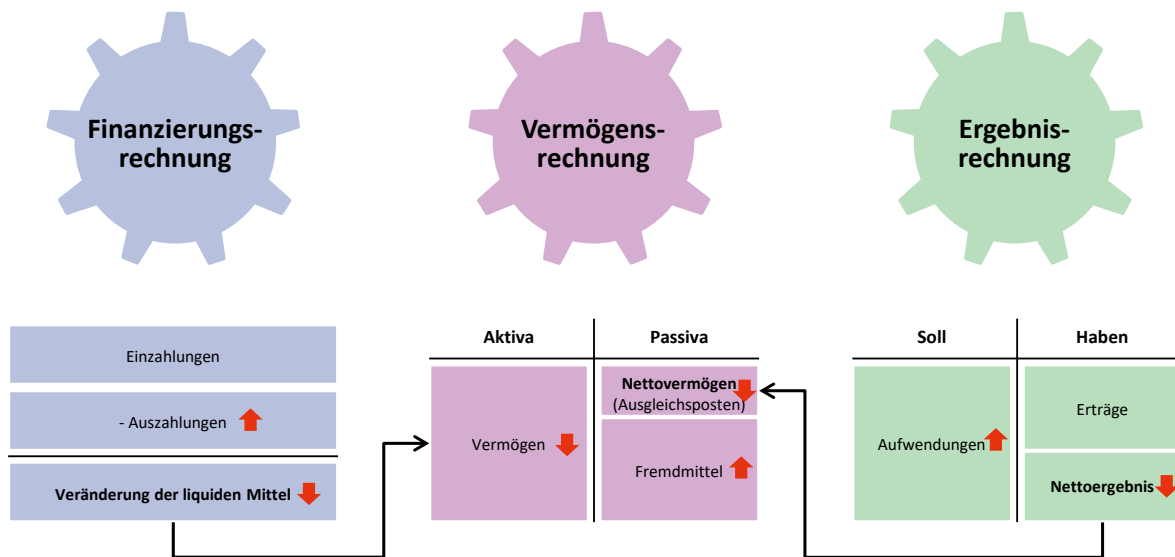 Finanzierungs-
rechnung
Vermögens-
rechnung
Ergebnis-
rechnung
Einzahlungen
- Auszahlungen
Veränderung der liquiden Mittel
Aktiva
Passiva
Vermögen
Nettovermögen
(Ausgleichsposten)
Fremdmittel
Soll
Haben
Aufwendungen
Erträge
Nettoergebnis